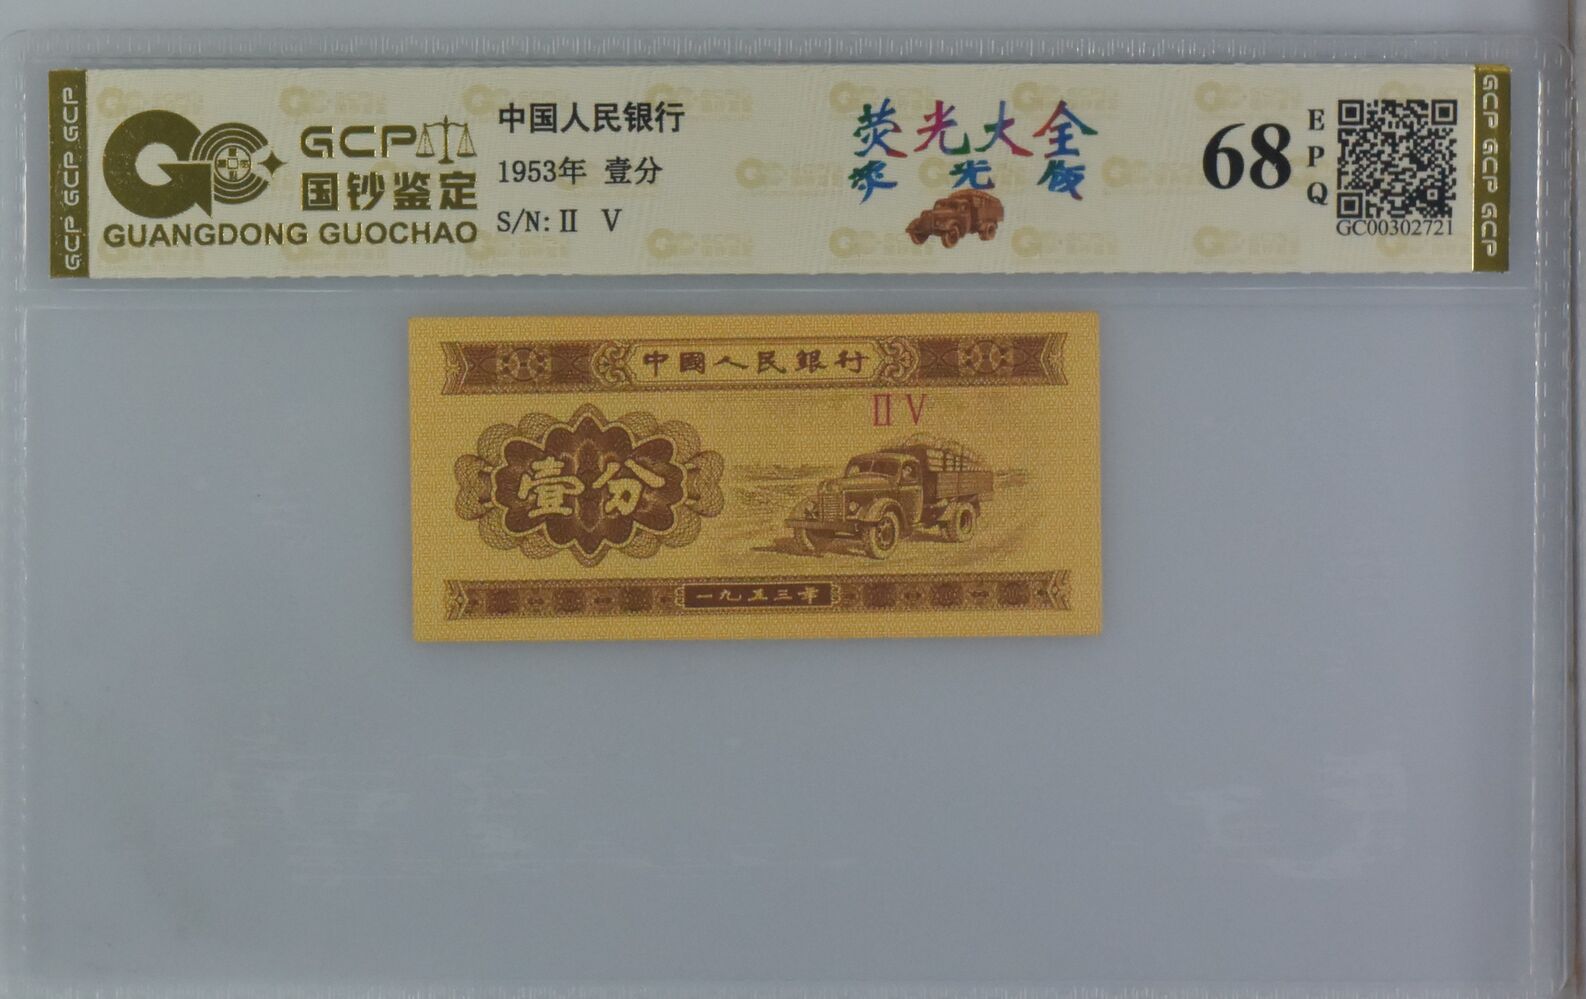 GCP GCP GCP
GCP
国钞鉴定
GUANGDONG GUOCHAO
中国人民银行
1953年 壹分
S/N: II V
荧光大全
荧光版
68
EPQ
GC00302721
GCP GCP GCP
中國人民銀行
II V
壹分
一九五三年